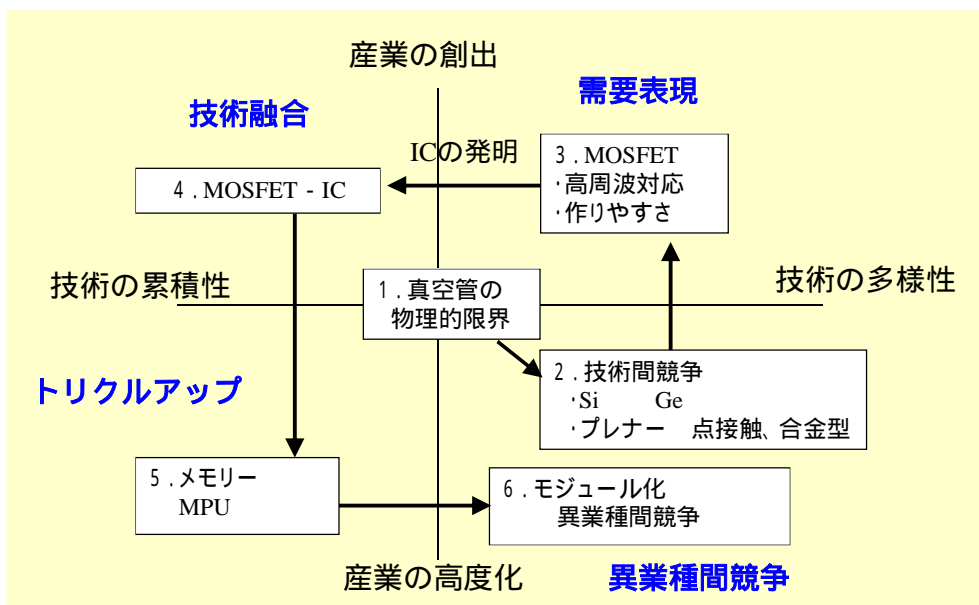 産業の創出
需要表現
技術融合
ICの発明
3．MOSFET
・高周波対応
・作りやすさ
4．MOSFET - IC
技術の累積性
1．真空管の
物理的限界
技術の多様性
2．技術間競争
・Si Ge
・プレナー 点接触、合金型
トリクルアップ
5．メモリー
MPU
6．モジュール化
異業種間競争
産業の高度化
異業種間競争